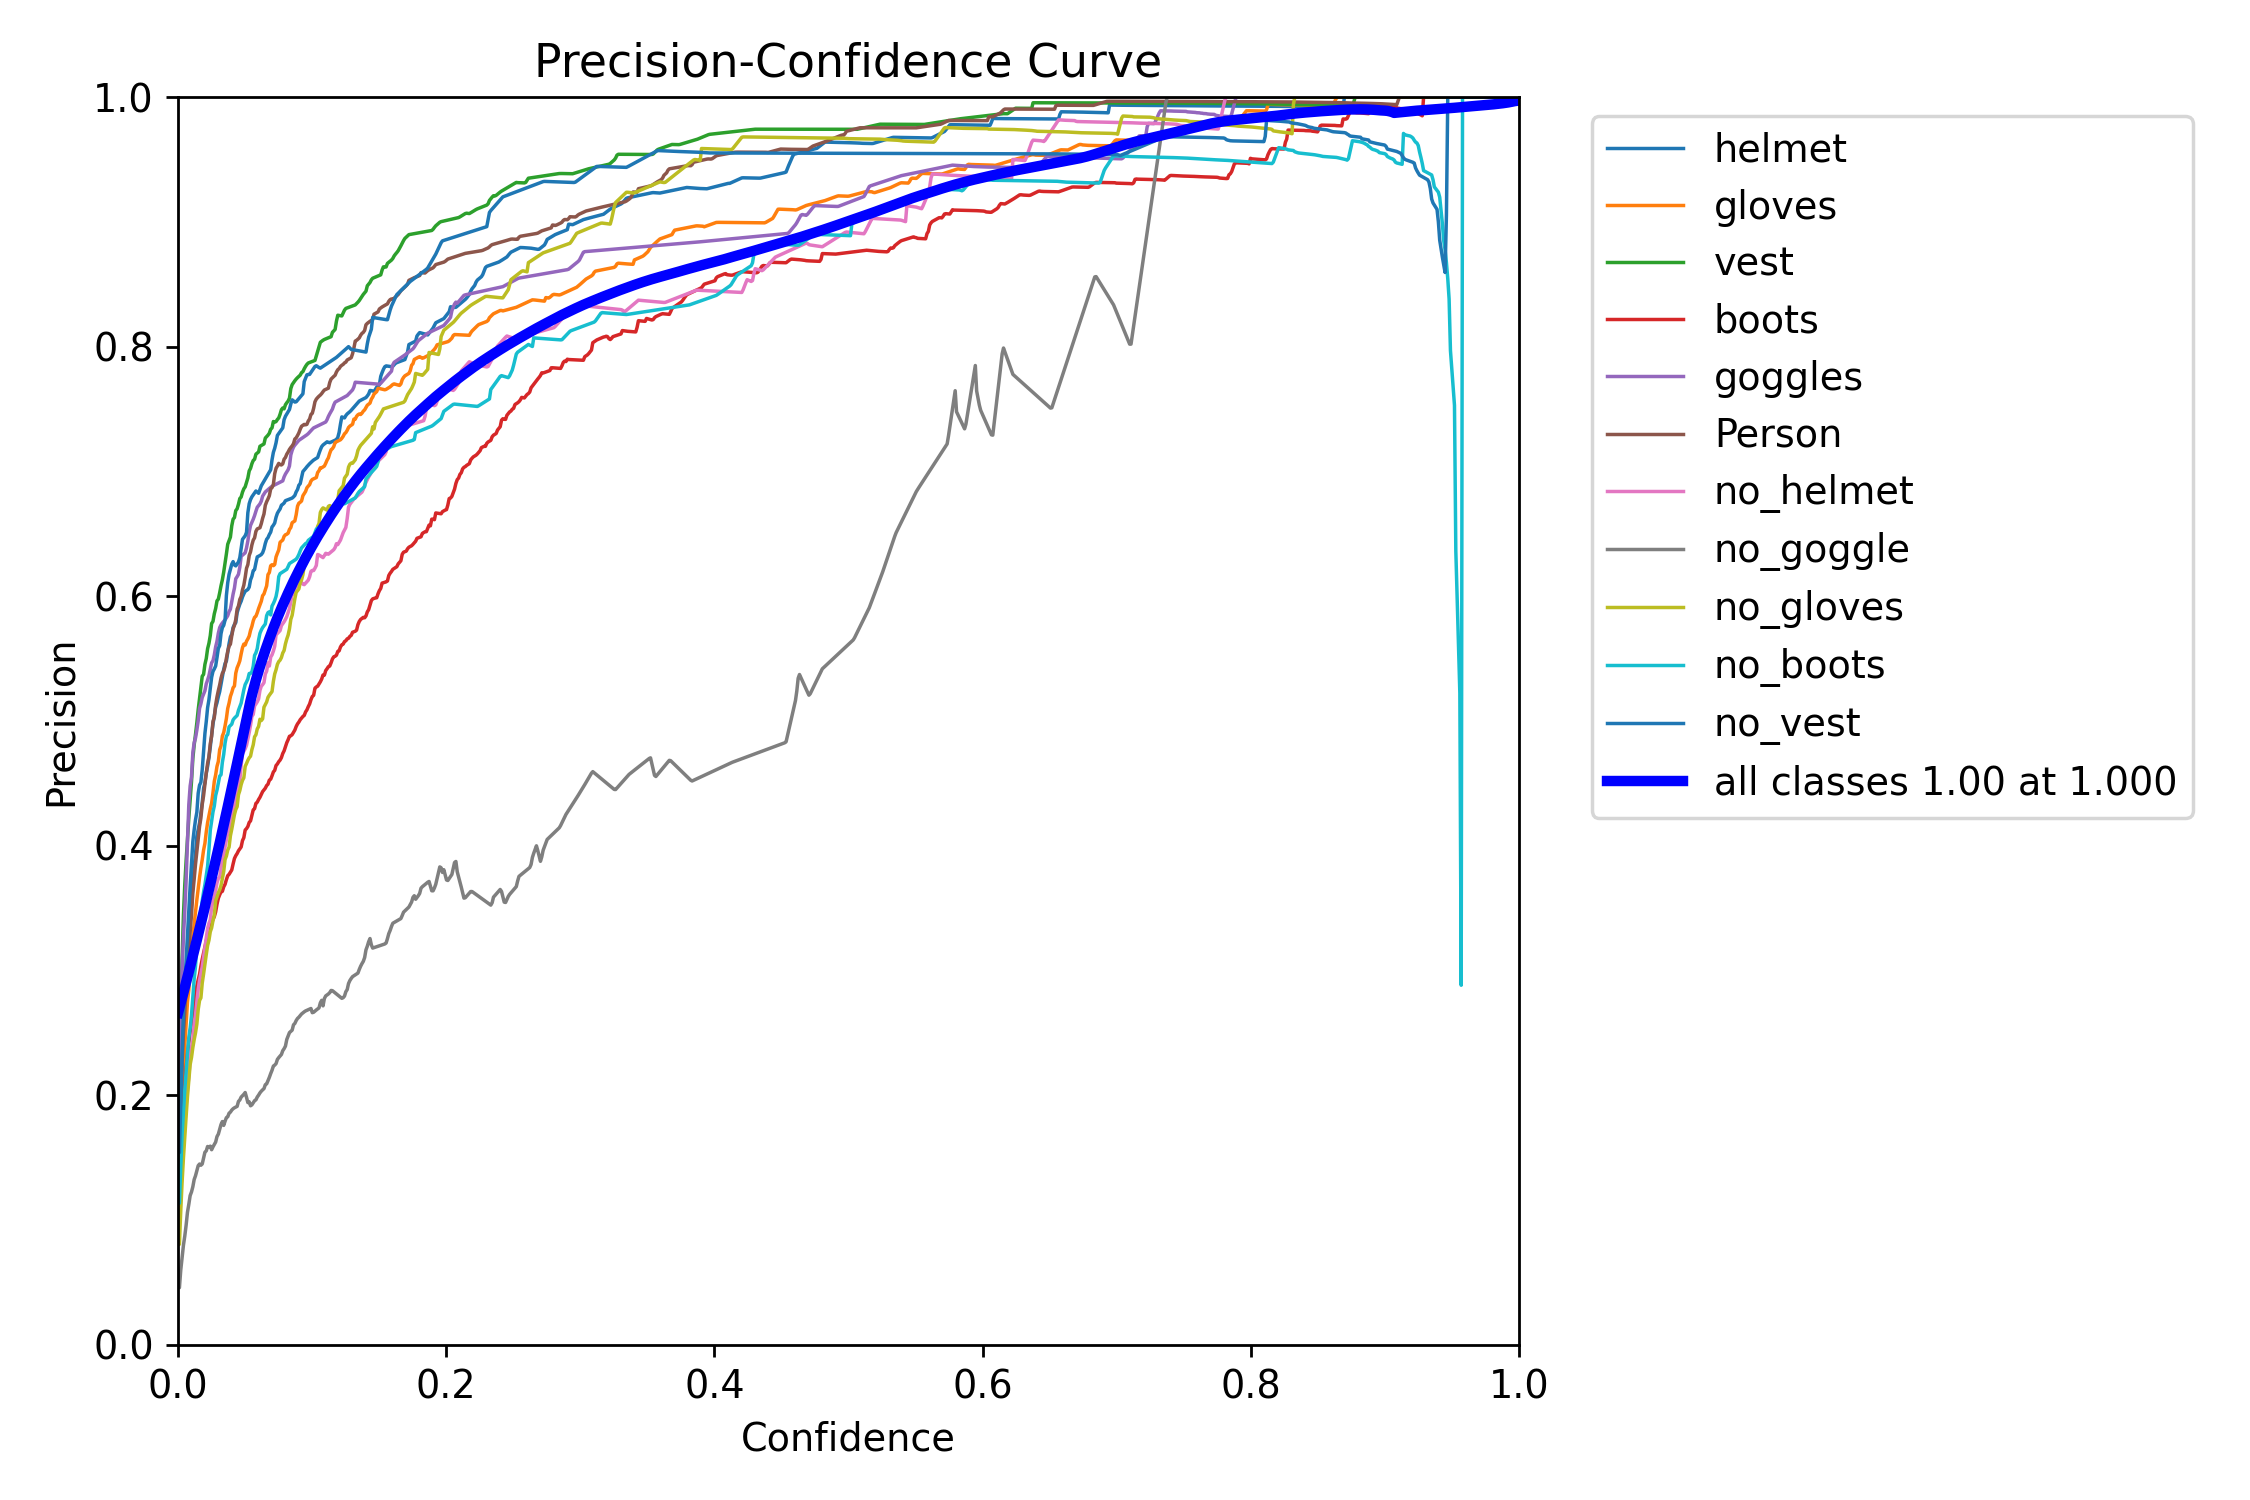 Precision-Confidence Curve
1.0
0.8
0.6
0.4
0.2
0.0
Precision
0.0 0.2 0.4 0.6 0.8 1.0
Confidence
helmet
gloves
vest
boots
goggles
Person
no_helmet
no_goggle
no_gloves
no_boots
no_vest
all classes 1.00 at 1.000